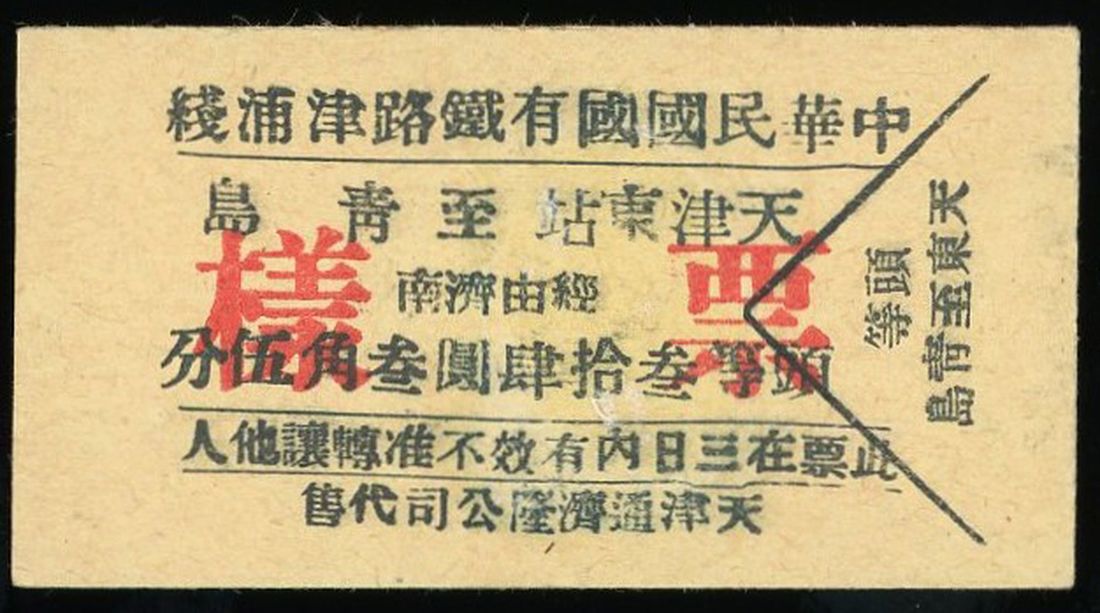 中華民國國有鐵路津浦綫
天津東站至青島
經由濟南
頭等叁拾肆圓叁角伍分
此票在三日內有效不准轉讓他人
天津通濟隆公司代售
票樣
天東至青島
頭等